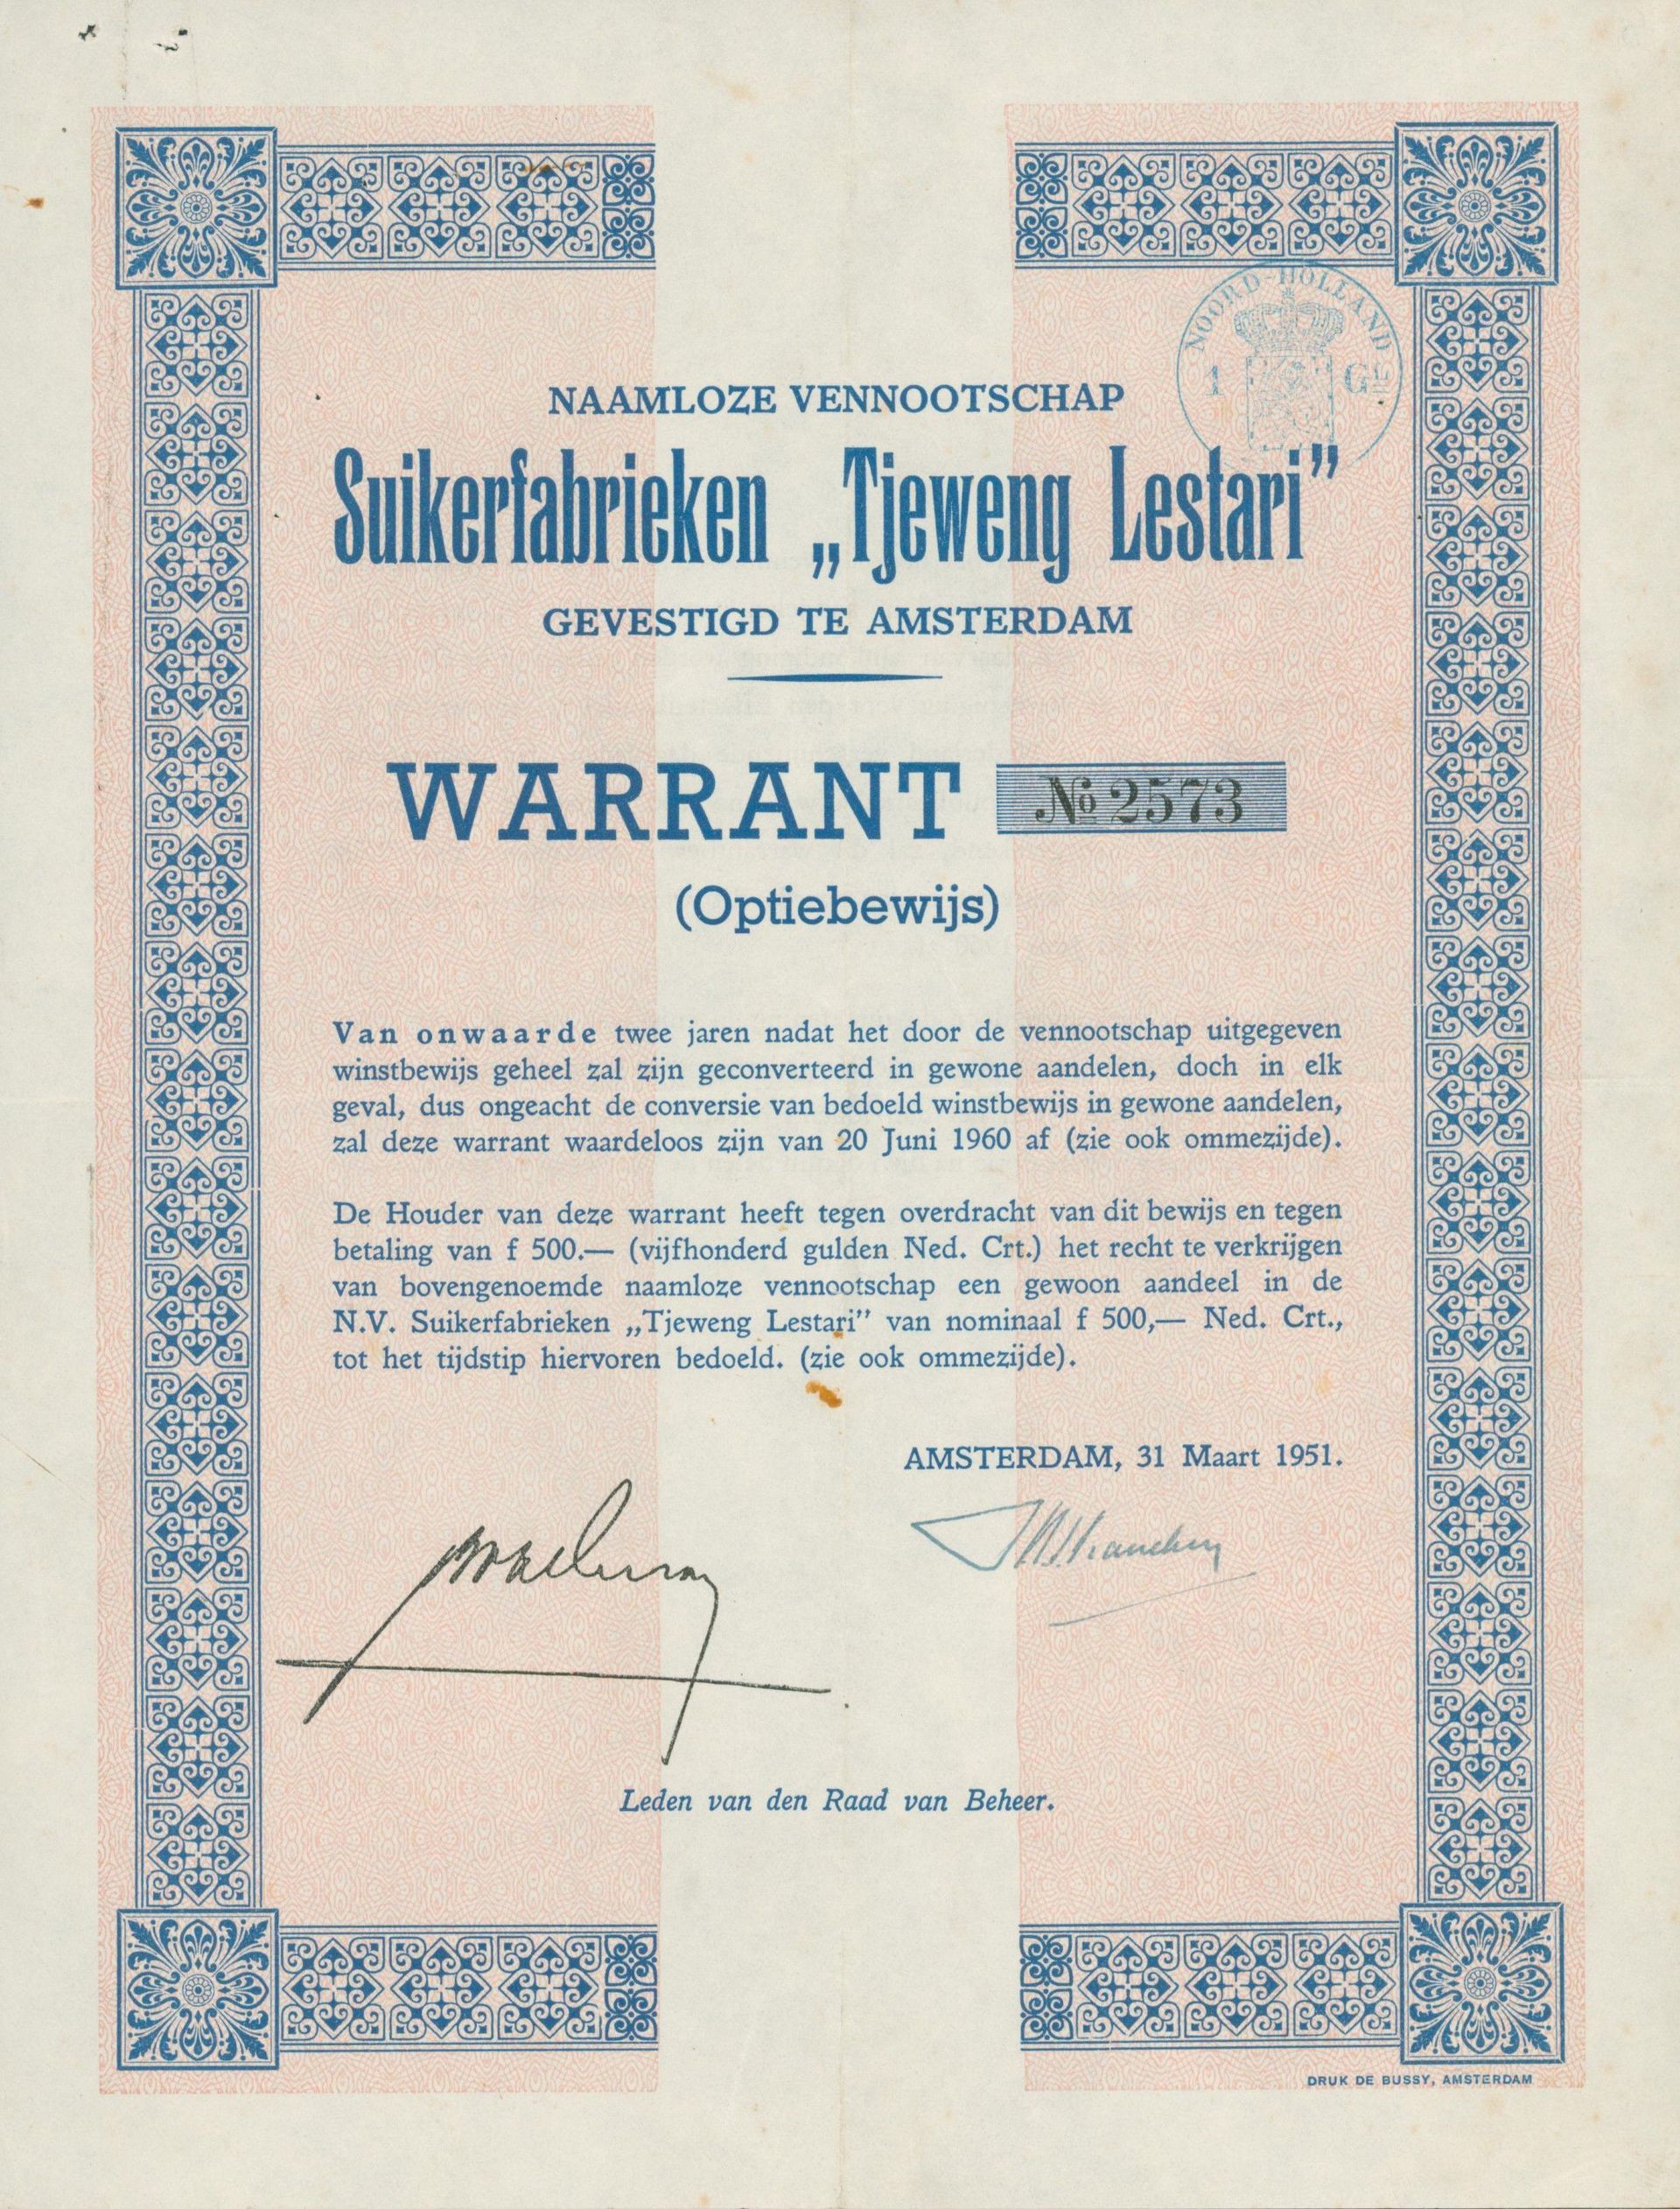 NOORD-HOLLAND
1 GL
NAAMLOZE VENNOOTSCHAP
Suikerfabrieken „Tjeweng Lestari”
GEVESTIGD TE AMSTERDAM
WARRANT № 2573
(Optiebewijs)
Van onwaarde twee jaren nadat het door de vennootschap uitgegeven
winstbewijs geheel zal zijn geconverteerd in gewone aandelen, doch in elk
geval, dus ongeacht de conversie van bedoeld winstbewijs in gewone aandelen,
zal deze warrant waardeloos zijn van 20 Juni 1960 af (zie ook ommezijde).
De Houder van deze warrant heeft tegen overdracht van dit bewijs en tegen
betaling van f 500.— (vijfhonderd gulden Ned. Crt.) het recht te verkrijgen
van bovengenoemde naamloze vennootschap een gewoon aandeel in de
N.V. Suikerfabrieken „Tjeweng Lestari” van nominaal f 500,— Ned. Crt.,
tot het tijdstip hiervoren bedoeld. (zie ook ommezijde).
AMSTERDAM, 31 Maart 1951.
Leden van den Raad van Beheer.
DRUK DE BUSSY, AMSTERDAM